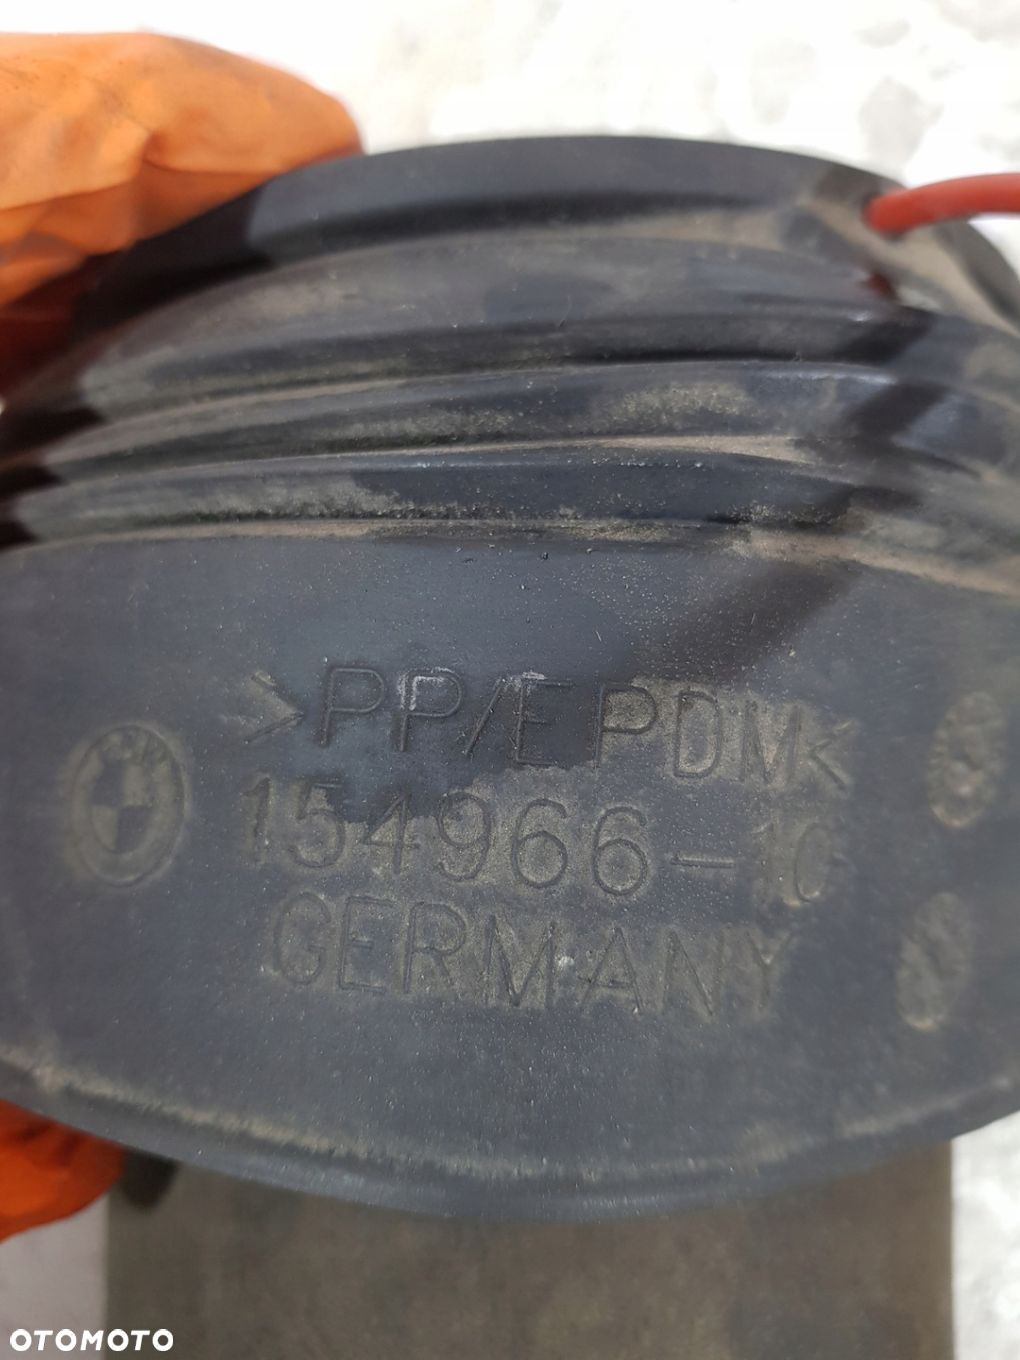 >PP/EPDM<
154966-10
GERMANY
OTOMOTO